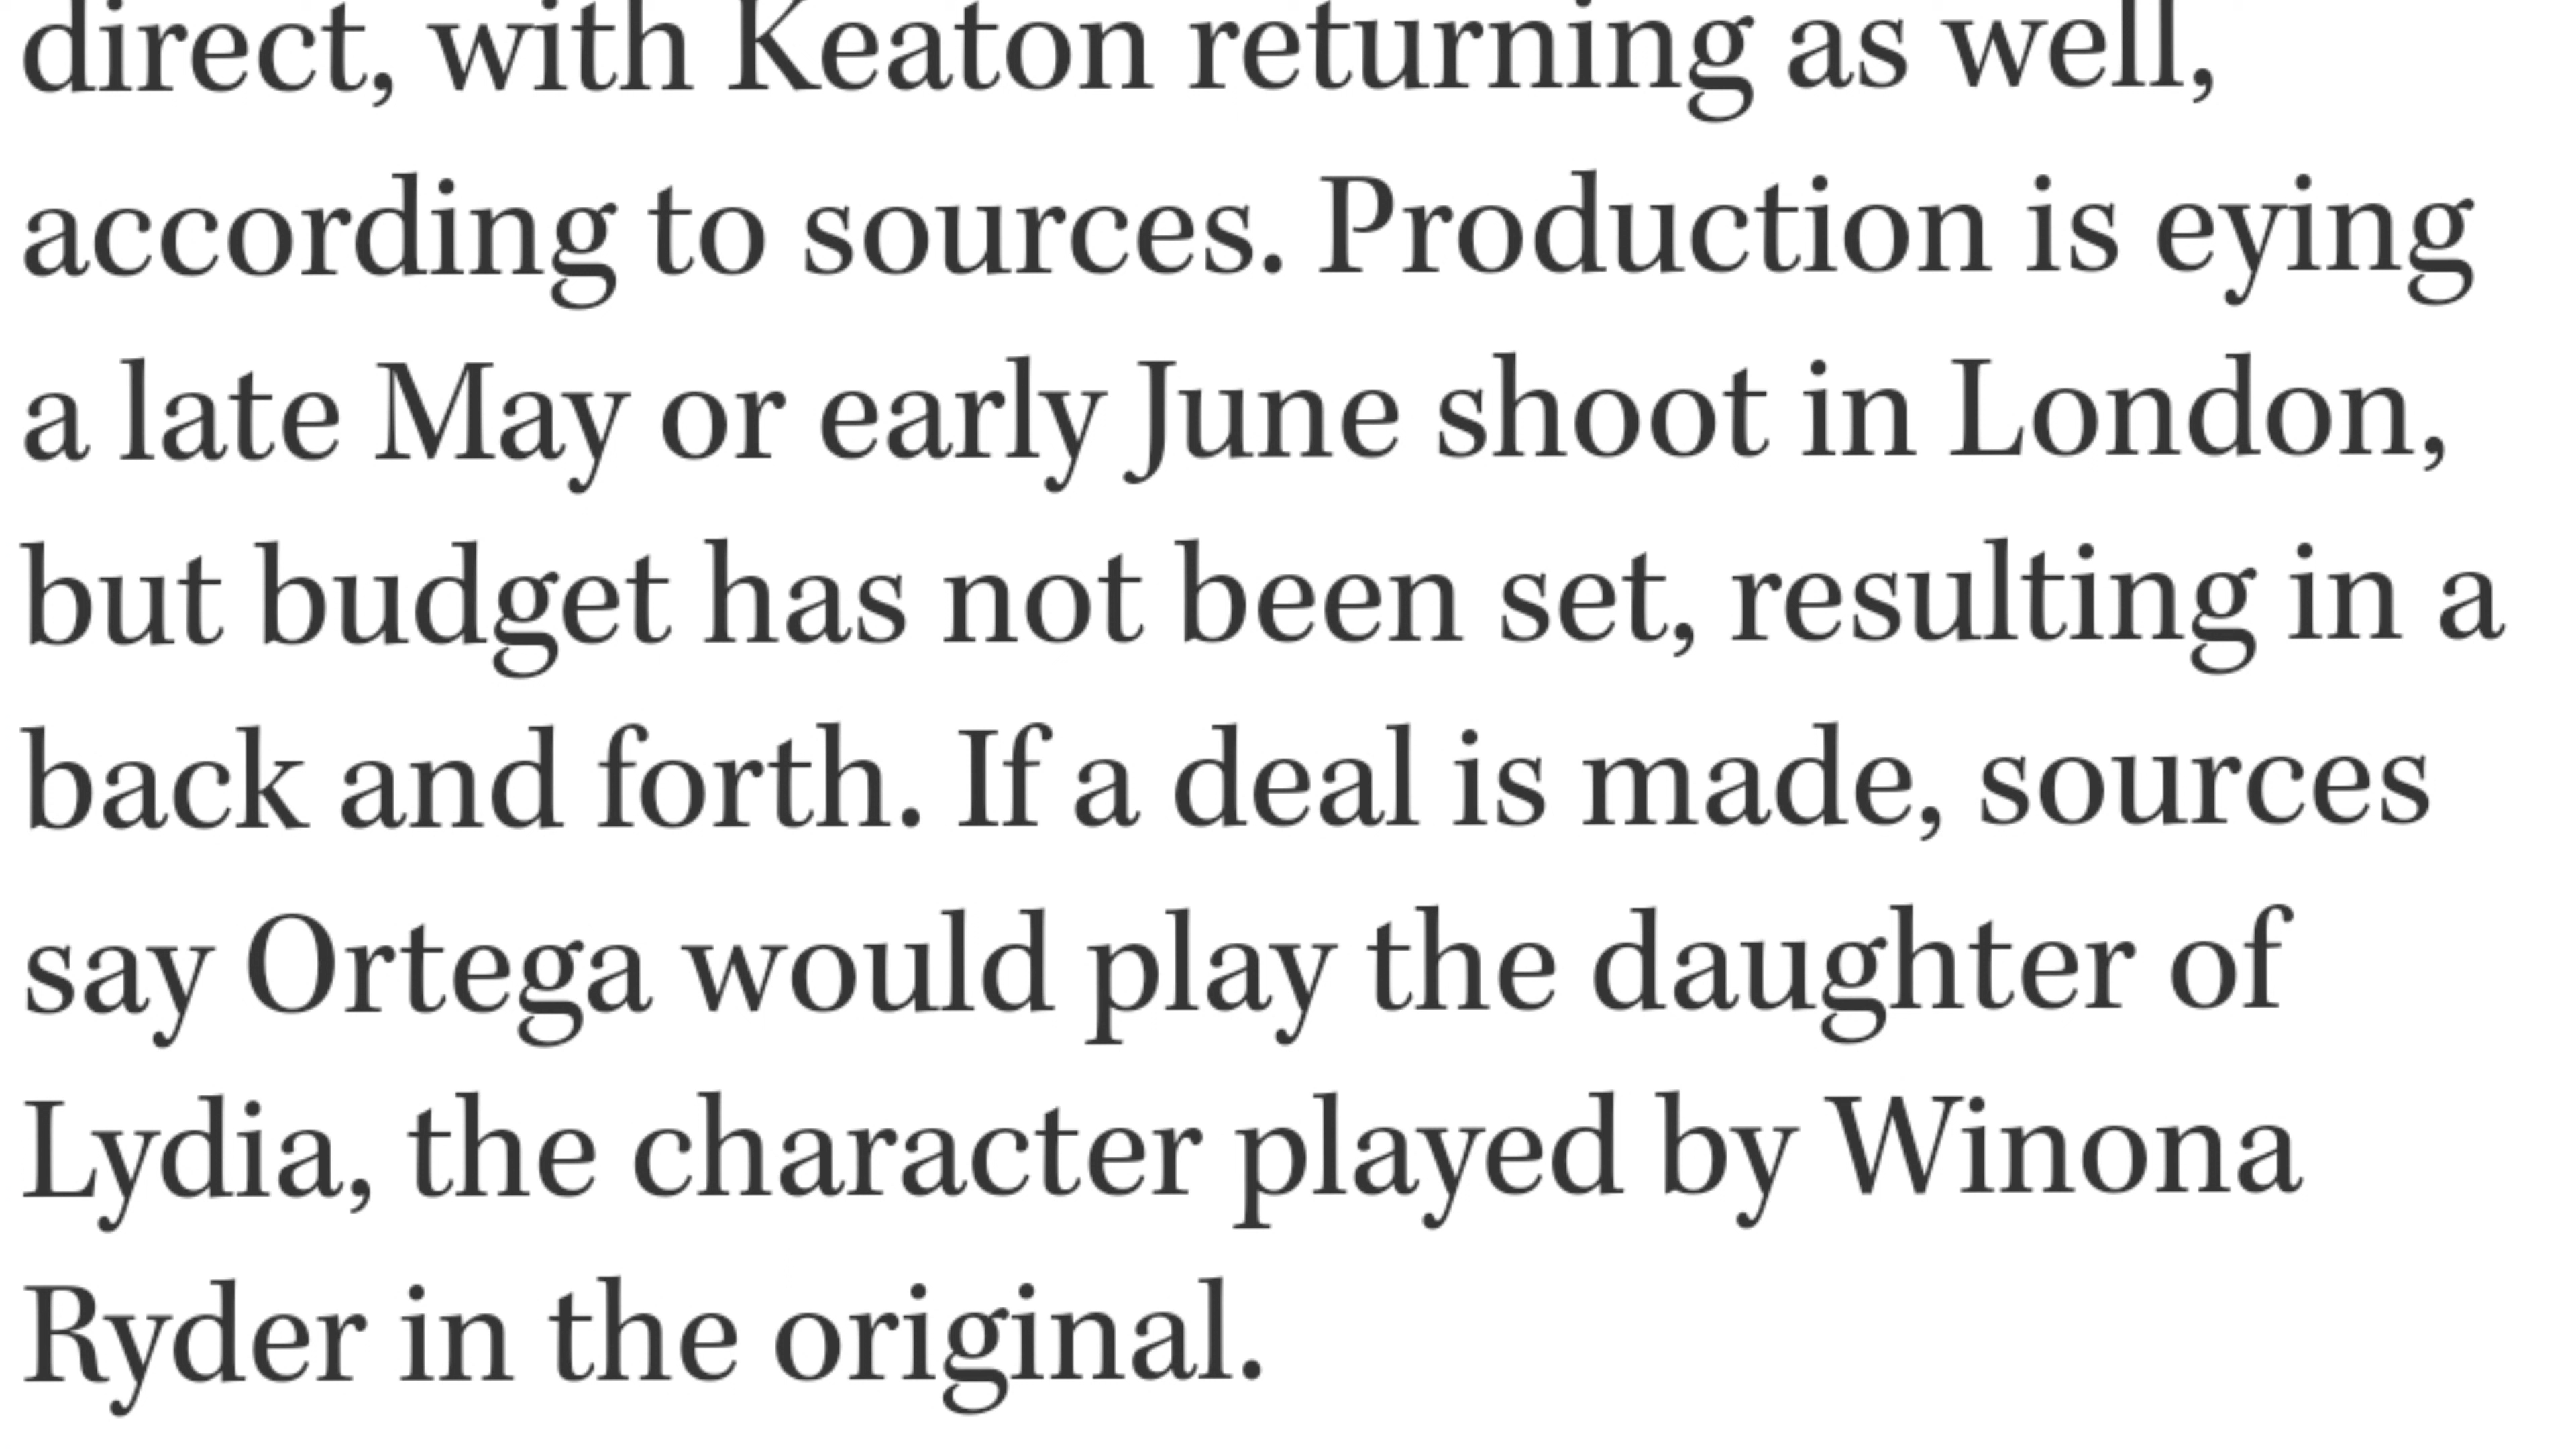 direct, with Keaton returning as well,
according to sources. Production is eying
a late May or early June shoot in London,
but budget has not been set, resulting in a
back and forth. If a deal is made, sources
say Ortega would play the daughter of
Lydia, the character played by Winona
Ryder in the original.